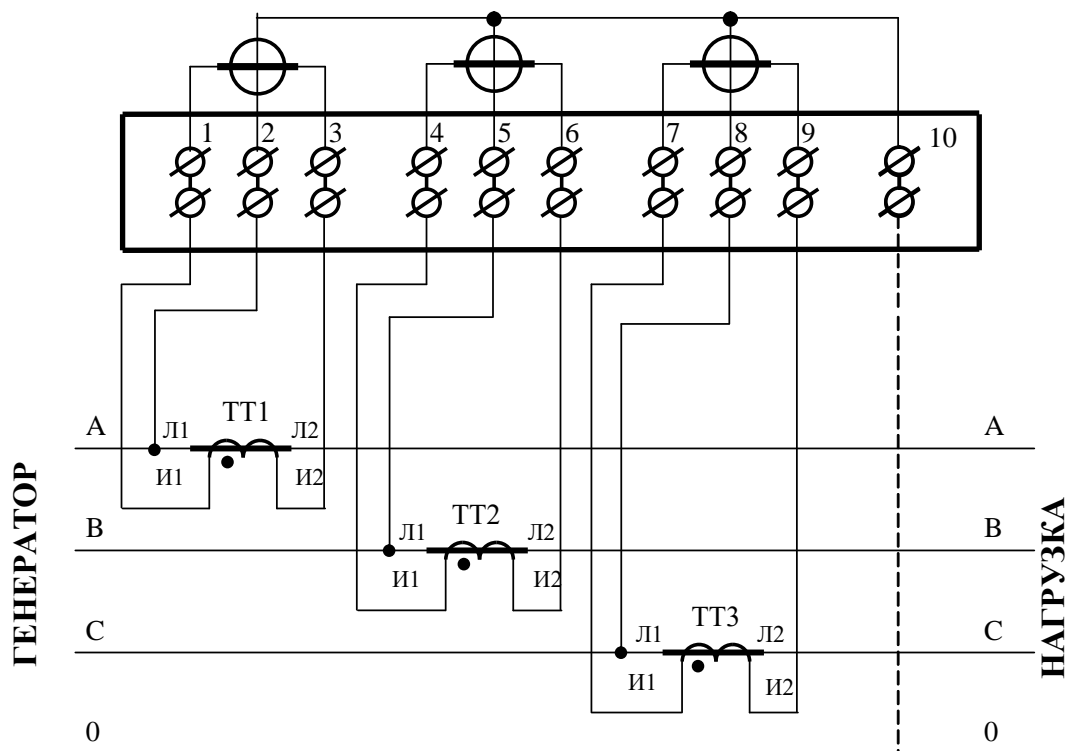 1 2 3 4 5 6 7 8 9 10
ТТ1
А Л1 Л2 А
И1 И2
ТТ2
В Л1 Л2 В
И1 И2
ТТ3
С Л1 Л2 С
И1 И2
0 0
ГЕНЕРАТОР
НАГРУЗКА